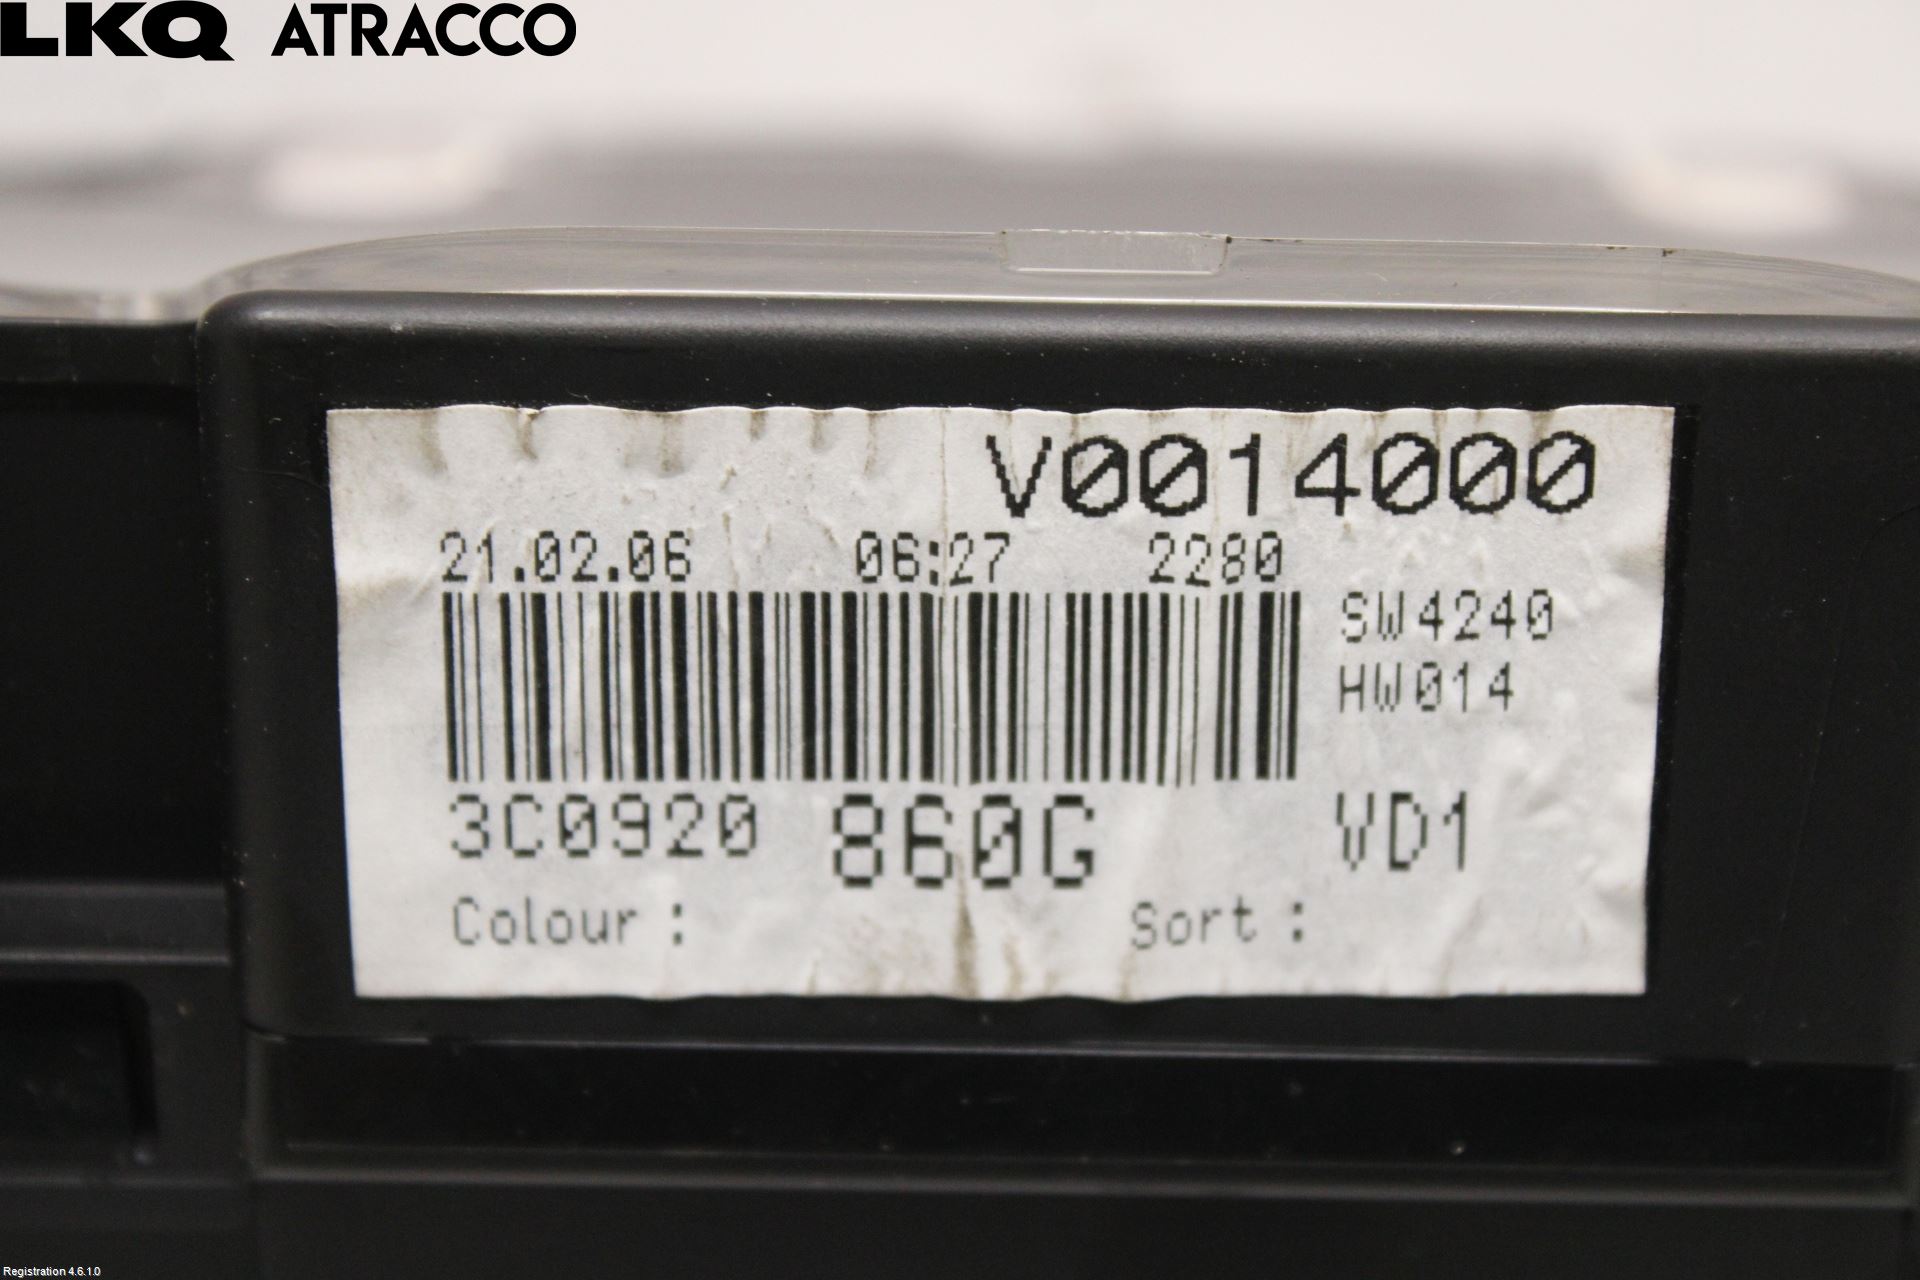 LKQ ATRACCO
V0014000
21.02.06 06:27 2280
SW4240
HW014
3C0920 860G VD1
Colour : Sort :
Registration 4.6.1.0